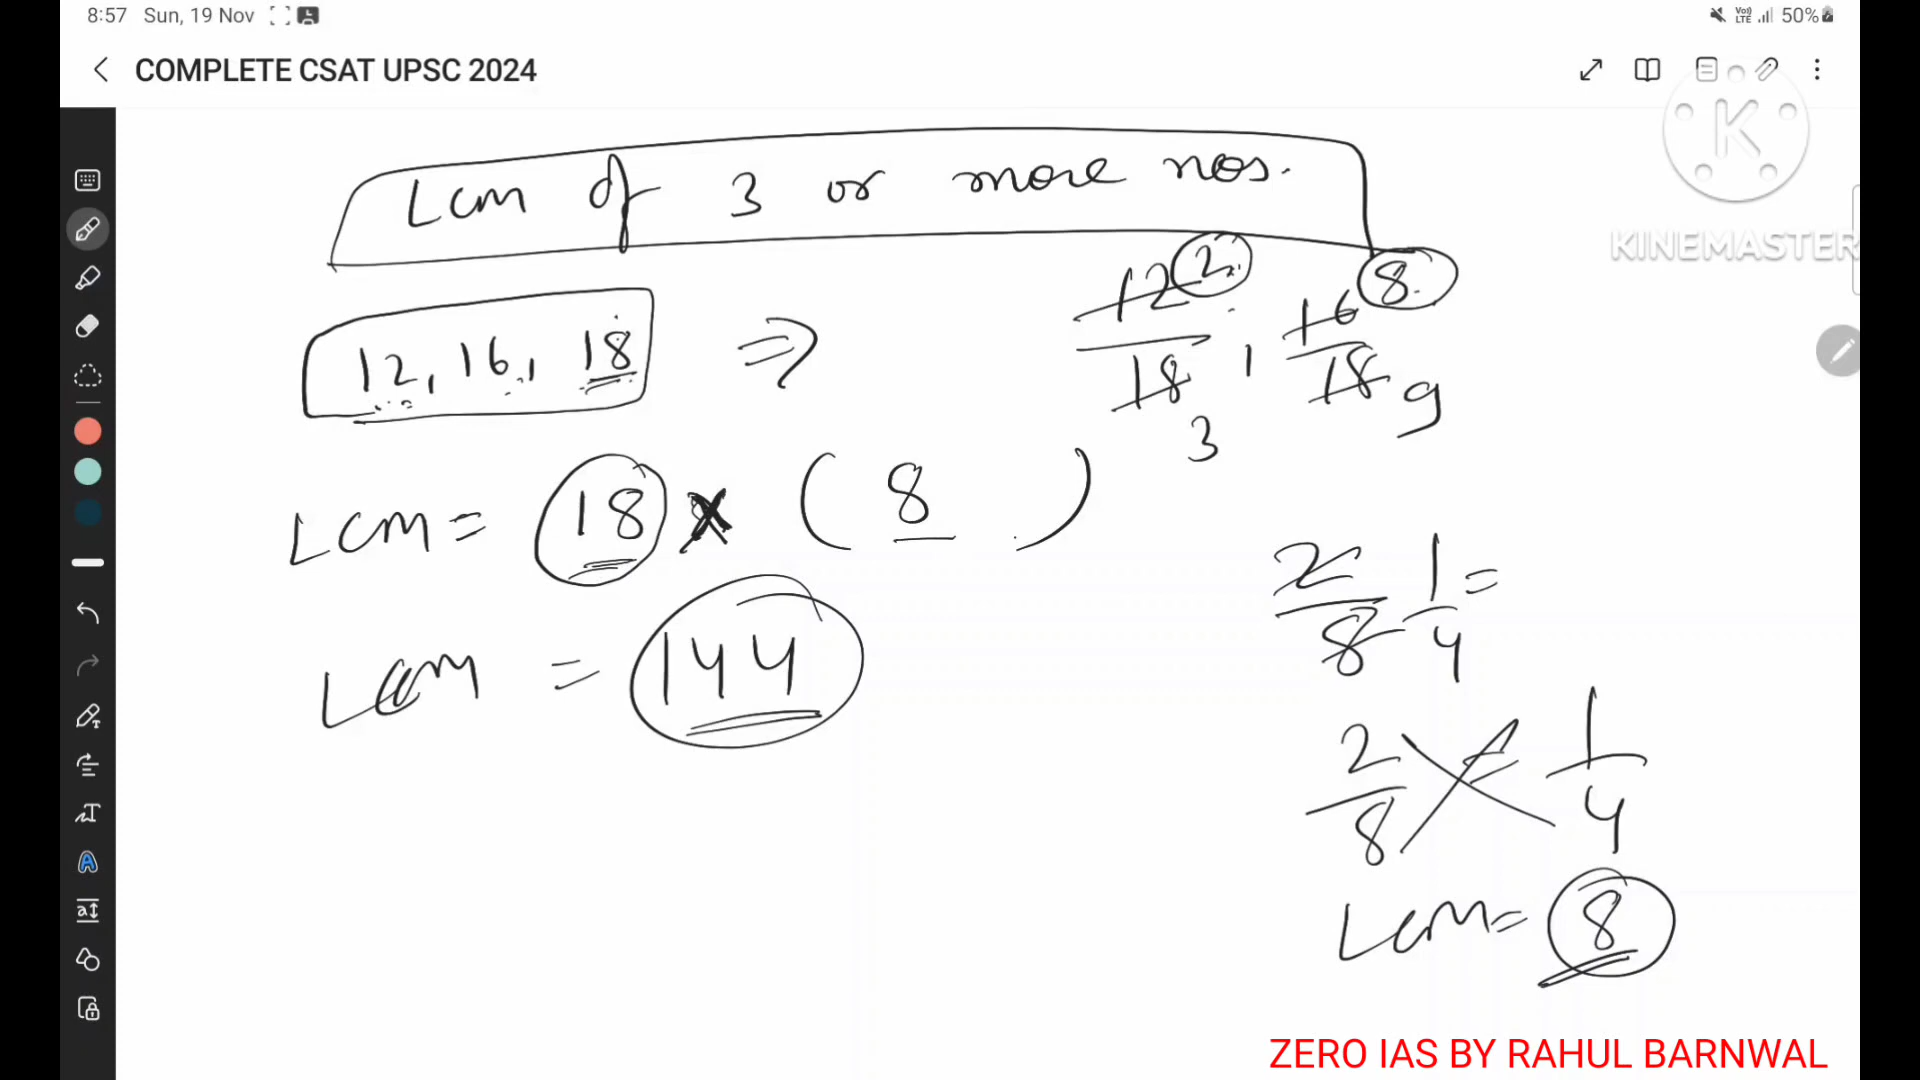 8:57 Sun, 19 Nov
Vo) LTE 50%
COMPLETE CSAT UPSC 2024
K
KINEMASTER
Lcm of 3 or more nos.
12, 16, 18 ⇒ 12/18 2 3 , 16/18 8 9
Lcm = 18 × ( 8 )
Lcm = 144
2/8 1/4 =
2/8 = 1/4
Lcm = 8
ZERO IAS BY RAHUL BARNWAL